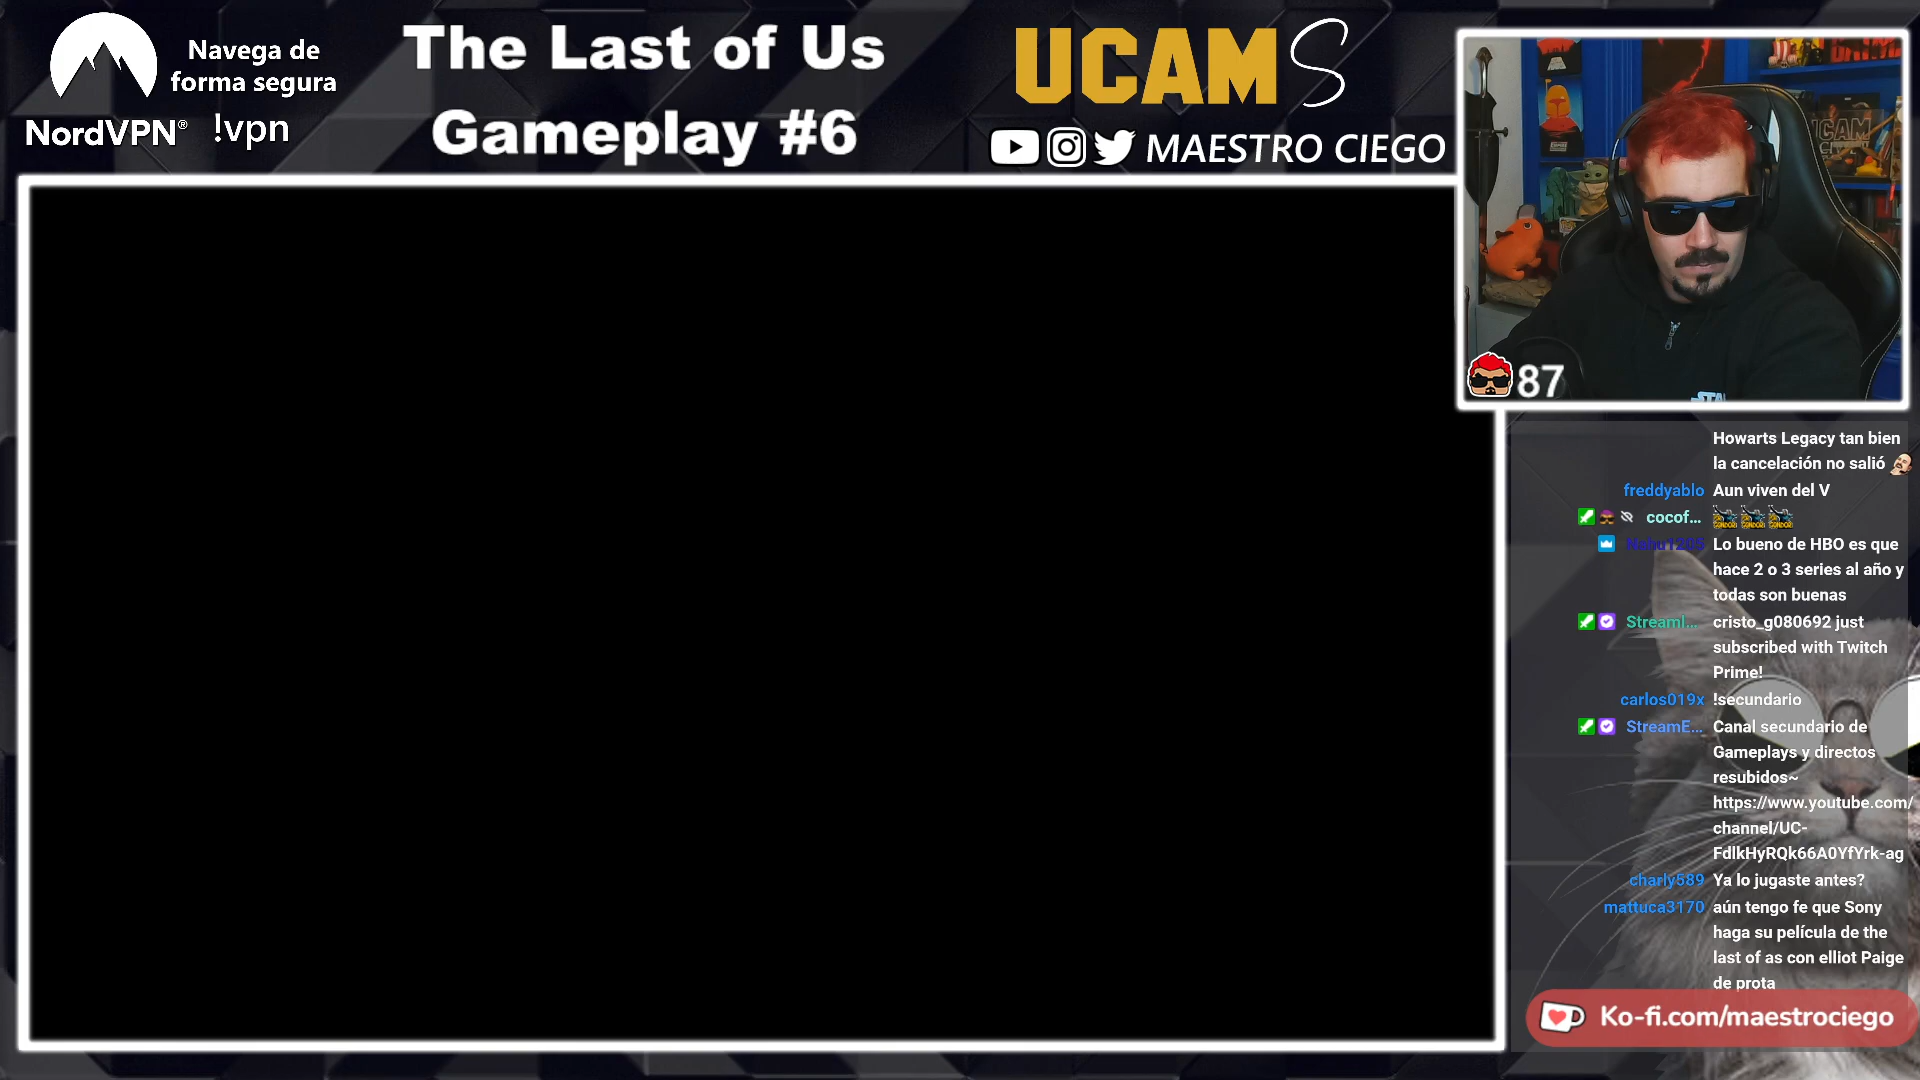 Navega de
forma segura
NordVPN® !vpn
The Last of Us
Gameplay #6
UCAM S
MAESTRO CIEGO
87
Howarts Legacy tan bien
la cancelación no salió
freddyablo Aun viven del V
cocof...
Nahu1205 Lo bueno de HBO es que
hace 2 o 3 series al año y
todas son buenas
Streaml... cristo_g080692 just
subscribed with Twitch
Prime!
carlos019x !secundario
StreamE... Canal secundario de
Gameplays y directos
resubidos~
https://www.youtube.com/
channel/UC-
FdlkHyRQk66A0YfYrk-ag
charly589 Ya lo jugaste antes?
mattuca3170 aún tengo fe que Sony
haga su película de the
last of as con elliot Paige
de prota
Ko-fi.com/maestrociego